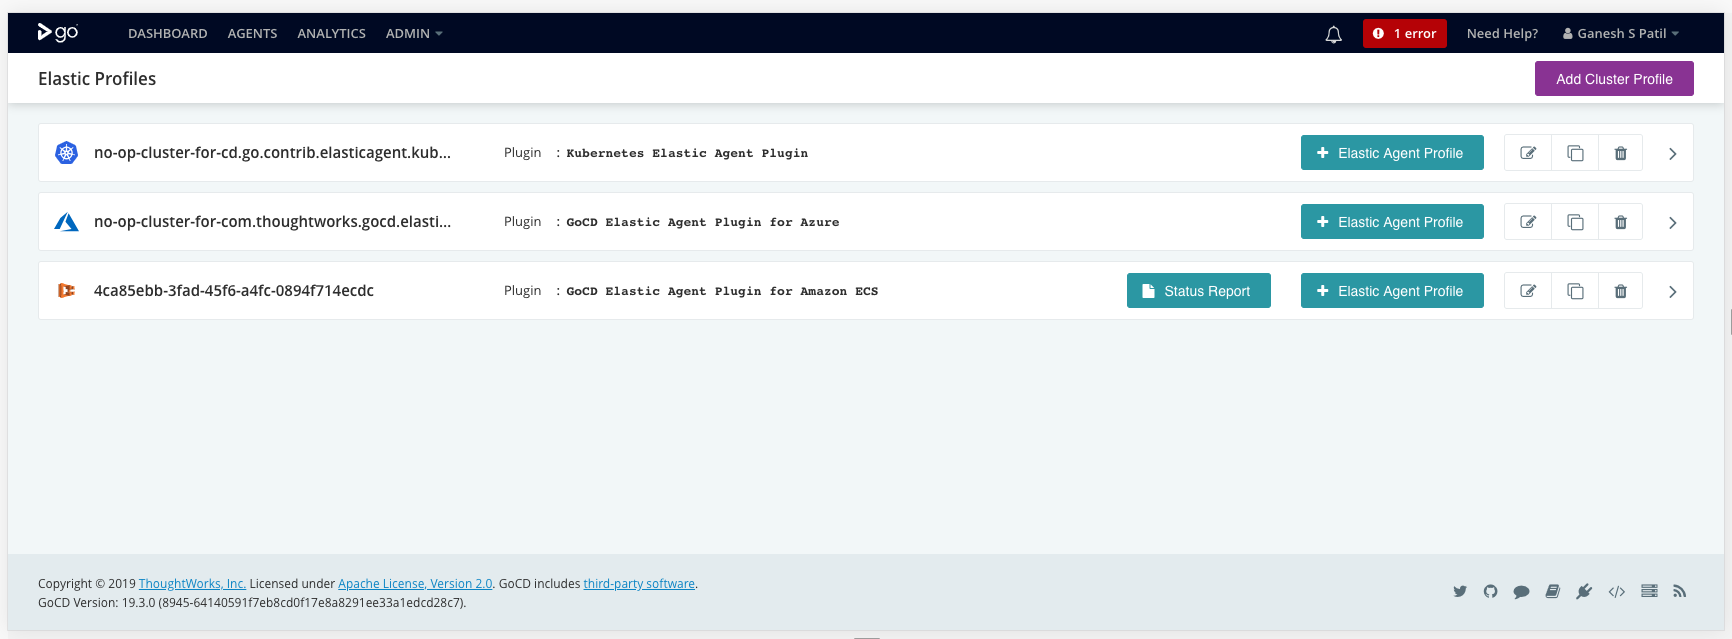 go
DASHBOARD AGENTS ANALYTICS ADMIN 1 error Need Help? Ganesh S Patil
Elastic Profiles Add Cluster Profile
no-op-cluster-for-cd.go.contrib.elasticagent.kub... Plugin : Kubernetes Elastic Agent Plugin + Elastic Agent Profile
no-op-cluster-for-com.thoughtworks.gocd.elasti... Plugin : GoCD Elastic Agent Plugin for Azure + Elastic Agent Profile
4ca85ebb-3fad-45f6-a4fc-0894f714ecdc Plugin : GoCD Elastic Agent Plugin for Amazon ECS Status Report + Elastic Agent Profile
Copyright © 2019 ThoughtWorks, Inc. Licensed under Apache License, Version 2.0. GoCD includes third-party software.
GoCD Version: 19.3.0 (8945-64140591f7eb8cd0f17e8a8291ee33a1edcd28c7).